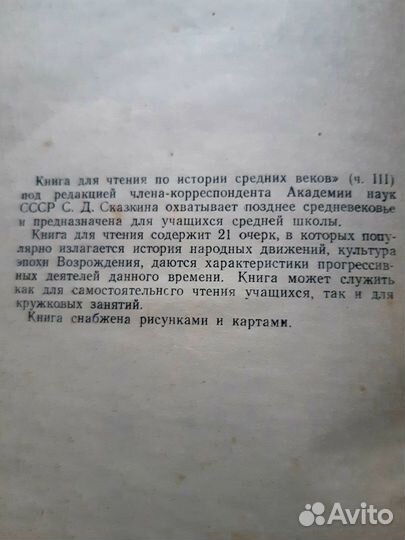 Книга для чтения по истории средних веков» (ч. III)
под редакцией члена-корреспондента Академии наук
СССР С. Д. Сказкина охватывает позднее средневековье
и предназначена для учащихся средней школы.
Книга для чтения содержит 21 очерк, в которых попу-
лярно излагается история народных движений, культура
эпохи Возрождения, даются характеристики прогрессив-
ных деятелей данного времени. Книга может служить
как для самостоятельнсго чтения учащихся, так и для
кружковых занятий.
Книга снабжена рисунками и картами.
Avito